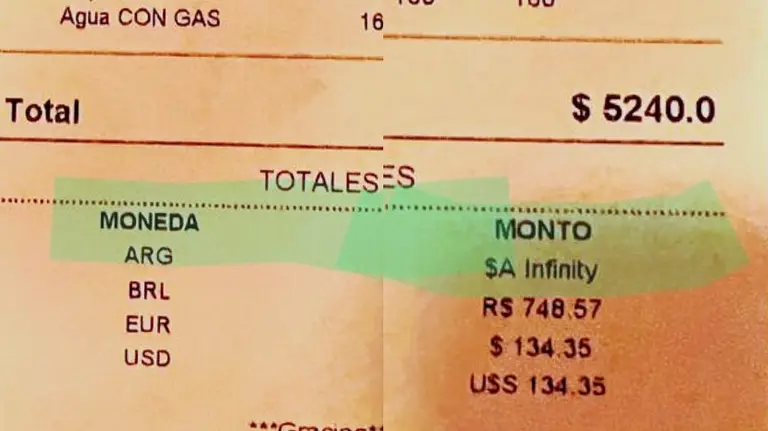 Agua CON GAS 16
Total $ 5240.0
TOTALES
MONEDA MONTO
ARG $A Infinity
BRL R$ 748.57
EUR $ 134.35
USD U$S 134.35